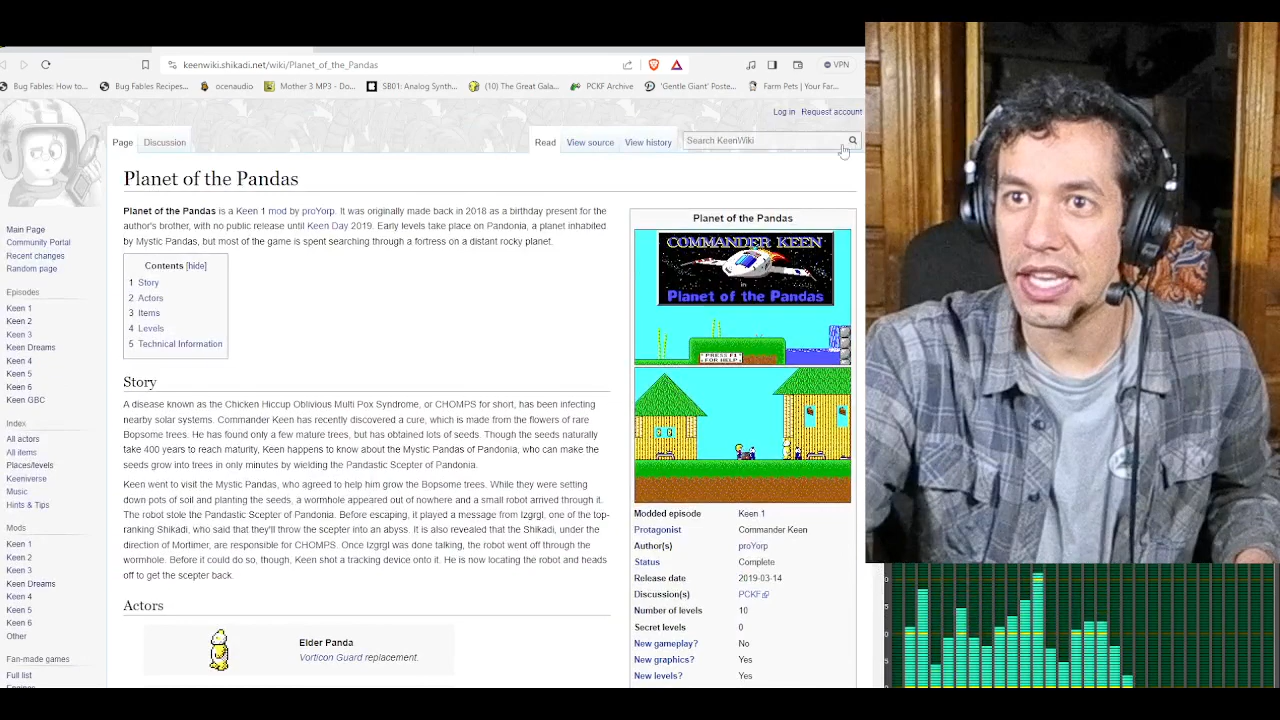 keenwiki.shikadi.net/wiki/Planet_of_the_Pandas
VPN
Bug Fables: How to...
Bug Fables Recipes...
ocenaudio
Mother 3 MP3 - Do...
SB01: Analog Synth...
(10) The Great Gala...
PCKF Archive
'Gentle Giant' Poste...
Farm Pets | Your Far...
Log in Request account
Page Discussion
Read View source View history
Search KeenWiki
Planet of the Pandas
Planet of the Pandas is a Keen 1 mod by proYorp. It was originally made back in 2018 as a birthday present for the
author's brother, with no public release until Keen Day 2019. Early levels take place on Pandonia, a planet inhabited
by Mystic Pandas, but most of the game is spent searching through a fortress on a distant rocky planet.
Contents [hide]
1 Story
2 Actors
3 Items
4 Levels
5 Technical Information
Story
A disease known as the Chicken Hiccup Oblivious Multi Pox Syndrome, or CHOMPS for short, has been infecting
nearby solar systems. Commander Keen has recently discovered a cure, which is made from the flowers of rare
Bopsome trees. He has found only a few mature trees, but has obtained lots of seeds. Though the seeds naturally
take 400 years to reach maturity, Keen happens to know about the Mystic Pandas of Pandonia, who can make the
seeds grow into trees in only minutes by wielding the Pandastic Scepter of Pandonia.
Keen went to visit the Mystic Pandas, who agreed to help him grow the Bopsome trees. While they were setting
down pots of soil and planting the seeds, a wormhole appeared out of nowhere and a small robot arrived through it.
The robot stole the Pandastic Scepter of Pandonia. Before escaping, it played a message from Izgrgl, one of the top-
ranking Shikadi, who said that they'll throw the scepter into an abyss. It is also revealed that the Shikadi, under the
direction of Mortimer, are responsible for CHOMPS. Once Izgrgl was done talking, the robot went off through the
wormhole. Before it could do so, though, Keen shot a tracking device onto it. He is now locating the robot and heads
off to get the scepter back.
Actors
Elder Panda
Vorticon Guard replacement.
Main Page
Community Portal
Recent changes
Random page
Episodes
Keen 1
Keen 2
Keen 3
Keen Dreams
Keen 4
Keen 5
Keen 6
Keen GBC
Index
All actors
All items
Places/levels
Keeniverse
Music
Hints & Tips
Mods
Keen 1
Keen 2
Keen 3
Keen Dreams
Keen 4
Keen 5
Keen 6
Other
Fan-made games
Full list
Planet of the Pandas
COMMANDER KEEN
in
Planet of the Pandas
PRESS F1
FOR HELP
Modded episode Keen 1
Protagonist Commander Keen
Author(s) proYorp
Status Complete
Release date 2019-03-14
Discussion(s) PCKF
Number of levels 10
Secret levels 0
New gameplay? No
New graphics? Yes
New levels? Yes